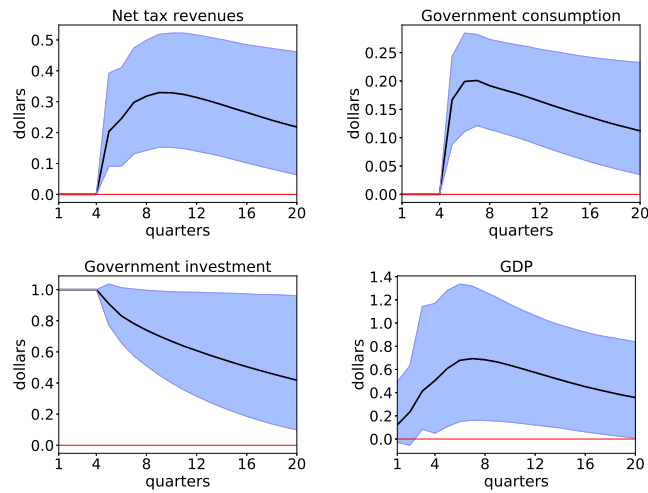 Net tax revenues
0.5
0.4
0.3
0.2
0.1
0.0
dollars
1 4 8 12 16 20
quarters
Government consumption
0.25
0.20
0.15
0.10
0.05
0.00
dollars
1 4 8 12 16 20
quarters
Government investment
1.0
0.8
0.6
0.4
0.2
0.0
dollars
1 4 8 12 16 20
quarters
GDP
1.4
1.2
1.0
0.8
0.6
0.4
0.2
0.0
dollars
1 4 8 12 16 20
quarters